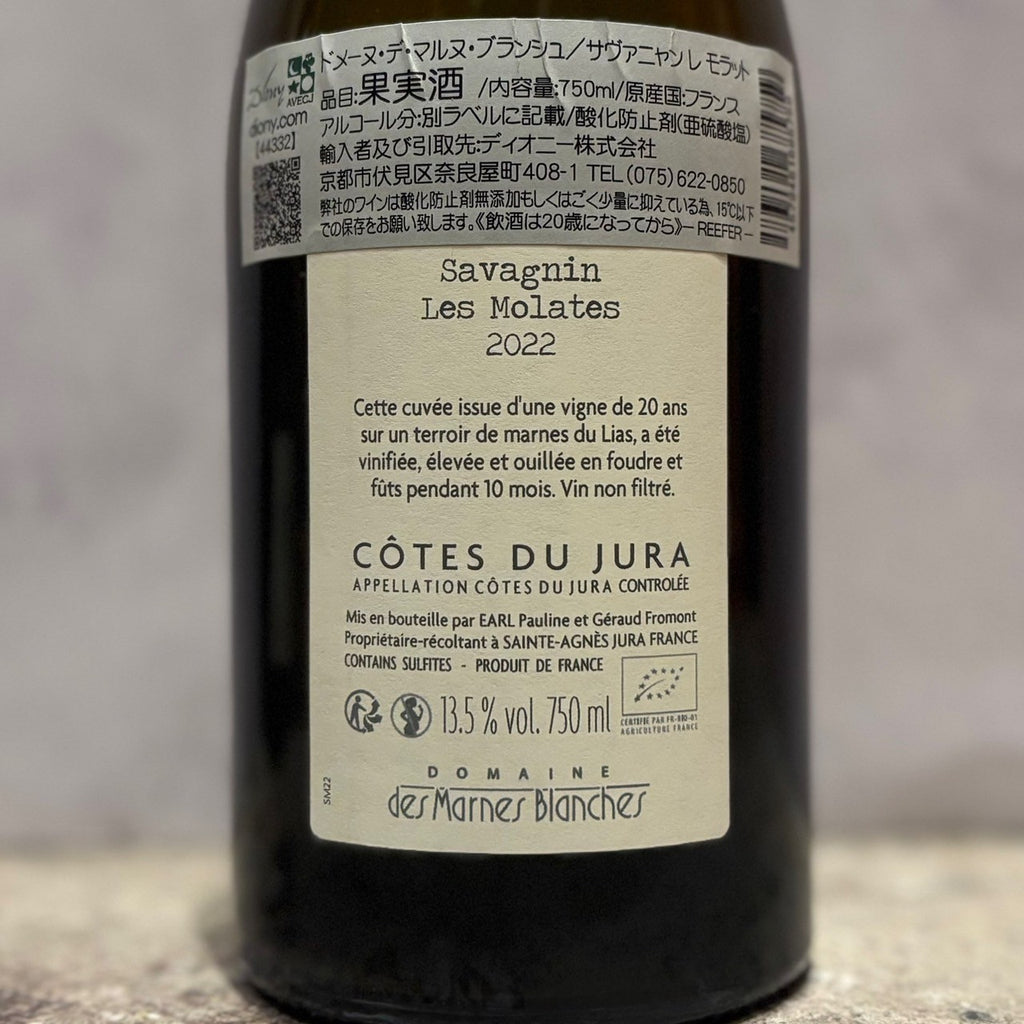 ドメーヌ・デ・マルヌ・ブランシュ/サヴァニャン レ モラット
Diony
AVEC J
品目:果実酒 /内容量:750ml/原産国:フランス
diony.com
アルコール分:別ラベルに記載/酸化防止剤(亜硫酸塩)
[44332]
輸入者及び引取先:ディオニー株式会社
京都市伏見区奈良屋町408-1 TEL(075)622-0850
弊社のワインは酸化防止剤無添加もしくはごく少量に抑えている為、15℃以下
での保存をお願い致します。《飲酒は20歳になってから》— REEFER —
Savagnin
Les Molates
2022
Cette cuvée issue d'une vigne de 20 ans
sur un terroir de marnes du Lias, a été
vinifiée, élevée et ouillée en foudre et
fûts pendant 10 mois. Vin non filtré.
CÔTES DU JURA
APPELLATION CÔTES DU JURA CONTROLÉE
Mis en bouteille par EARL Pauline et Géraud Fromont
Propriétaire-récoltant à SAINTE-AGNÈS JURA FRANCE
CONTAINS SULFITES - PRODUIT DE FRANCE
13.5 % vol. 750 ml
CERTIFIÉ PAR FR-BIO-01
AGRICULTURE FRANCE
SM22
DOMAINE
des Marnes Blanches